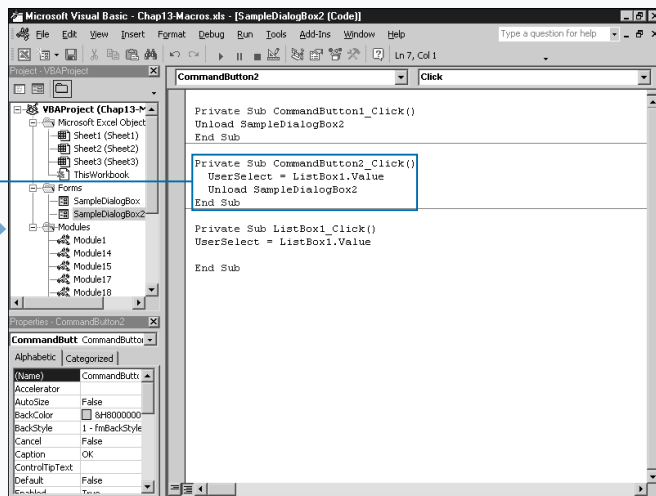 Microsoft Visual Basic - Chap13-Macros.xls - [SampleDialogBox2 (Code)]
File Edit View Insert Format Debug Run Tools Add-Ins Window Help
Type a question for help
Ln 7, Col 1
Project - VBAProject
CommandButton2
Click
VBAProject (Chap13-M
Microsoft Excel Object
Sheet1 (Sheet1)
Sheet2 (Sheet2)
Sheet3 (Sheet3)
ThisWorkbook
Forms
SampleDialogBox
SampleDialogBox2
Modules
Module1
Module14
Module15
Module17
Module18
Properties - CommandButton2
CommandButt CommandButton
Alphabetic Categorized
(Name) CommandButt
Accelerator
AutoSize False
BackColor &H8000000
BackStyle 1 - fmBackStyle
Cancel False
Caption OK
ControlTipText
Default False
Enabled True
Private Sub CommandButton1_Click()
Unload SampleDialogBox2
End Sub
Private Sub CommandButton2_Click()
UserSelect = ListBox1.Value
Unload SampleDialogBox2
End Sub
Private Sub ListBox1_Click()
UserSelect = ListBox1.Value
End Sub